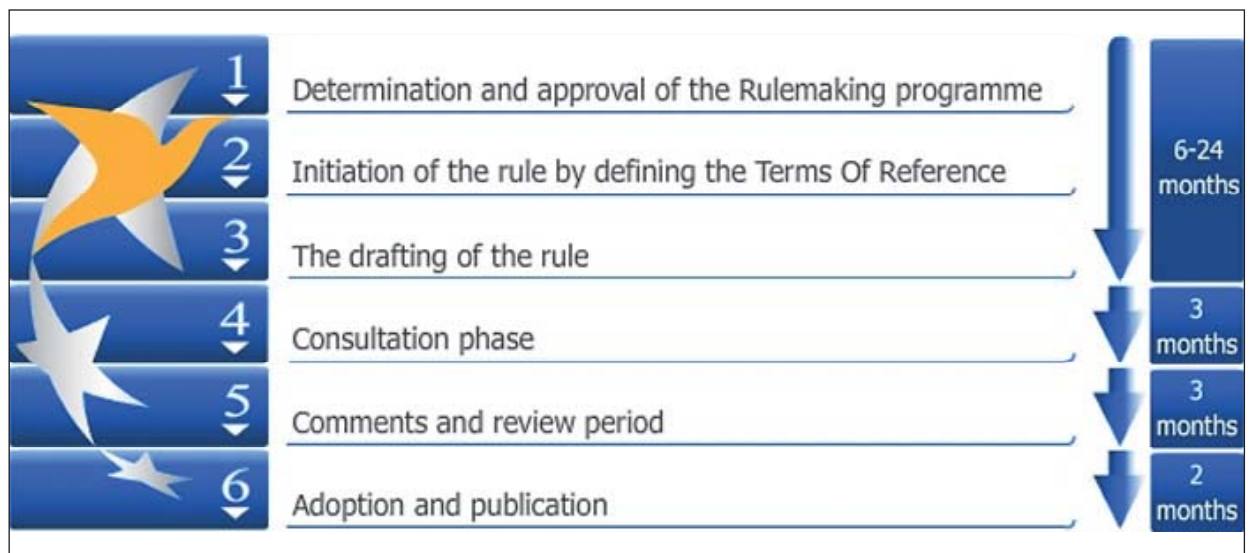 1
Determination and approval of the Rulemaking programme
2
Initiation of the rule by defining the Terms Of Reference
3
The drafting of the rule
6-24
months
4
Consultation phase
3
months
5
Comments and review period
3
months
6
Adoption and publication
2
months